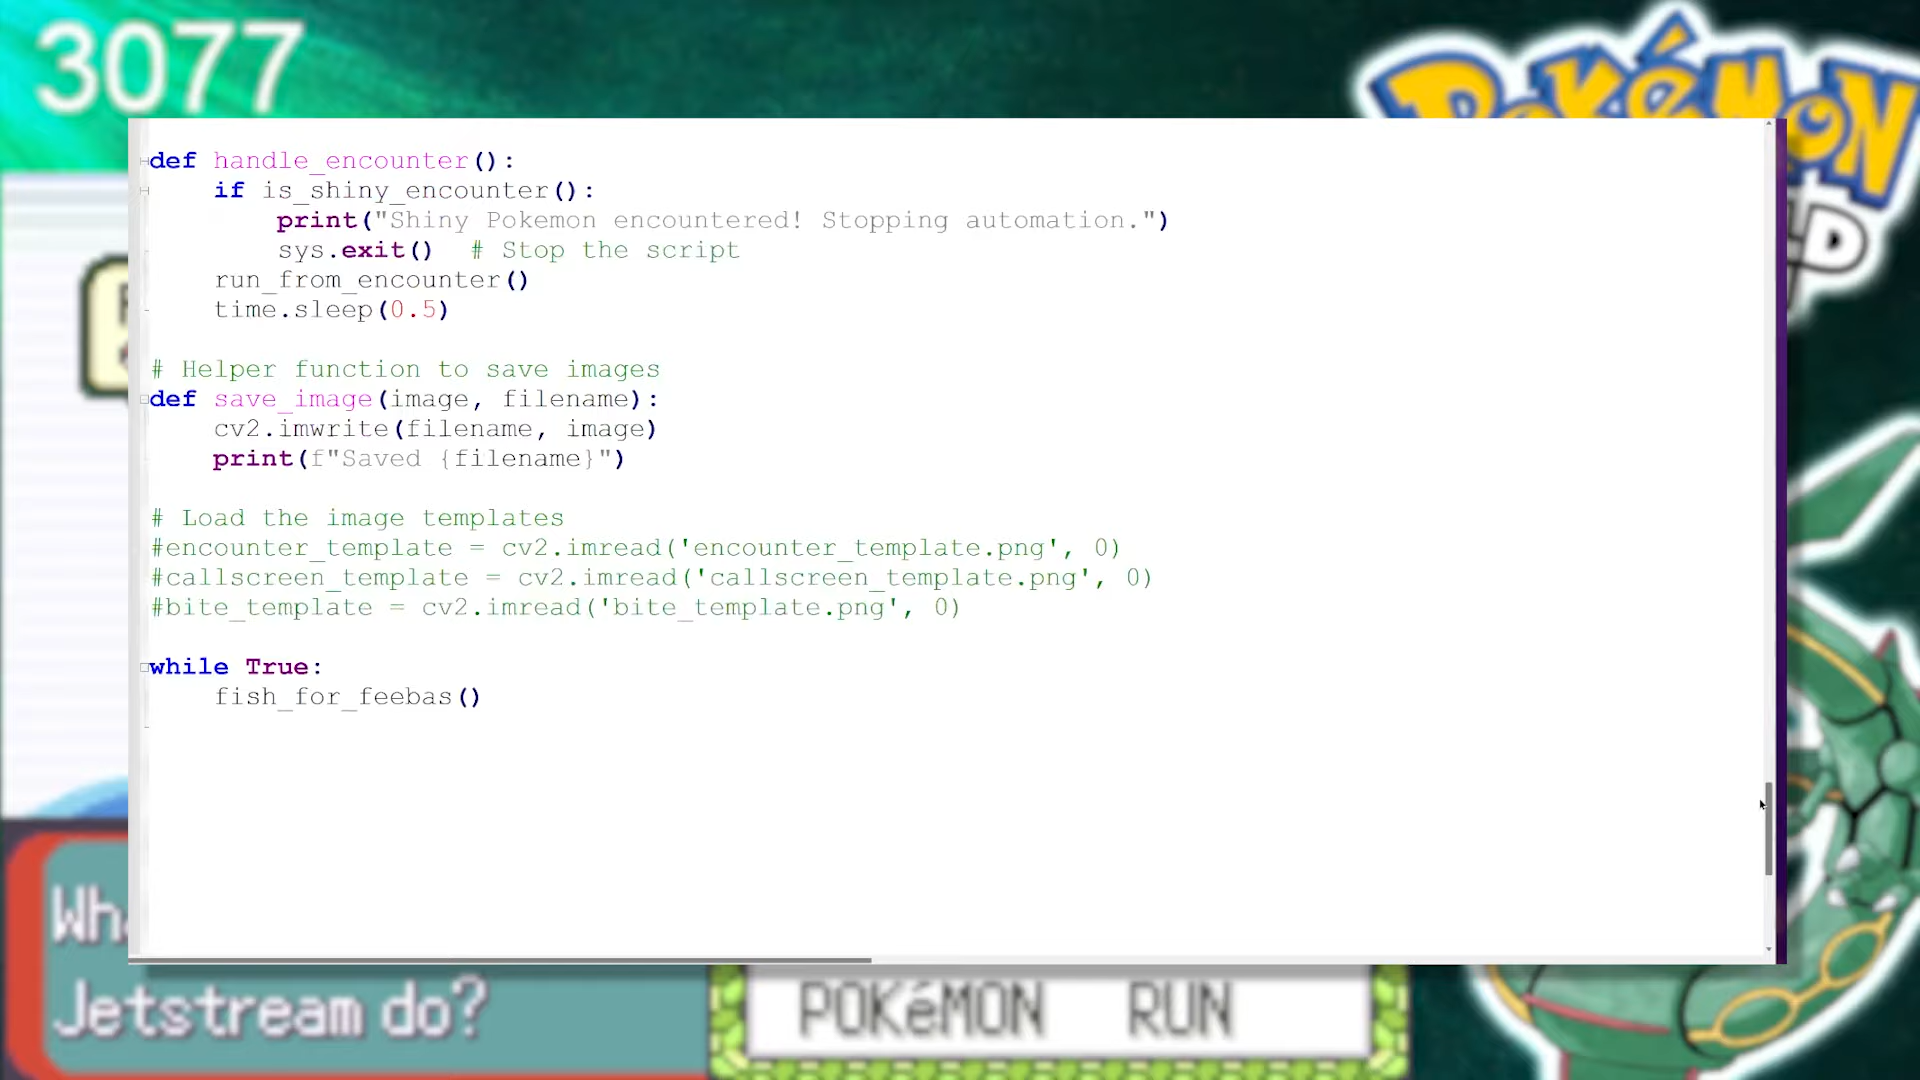 3077
POKéMON
def handle_encounter():
    if is_shiny_encounter():
        print("Shiny Pokemon encountered! Stopping automation.")
        sys.exit()  # Stop the script
    run_from_encounter()
    time.sleep(0.5)
# Helper function to save images
def save_image(image, filename):
    cv2.imwrite(filename, image)
    print(f"Saved {filename}")
# Load the image templates
#encounter_template = cv2.imread('encounter_template.png', 0)
#callscreen_template = cv2.imread('callscreen_template.png', 0)
#bite_template = cv2.imread('bite_template.png', 0)
while True:
    fish_for_feebas()
Jetstream do?
POKéMON RUN